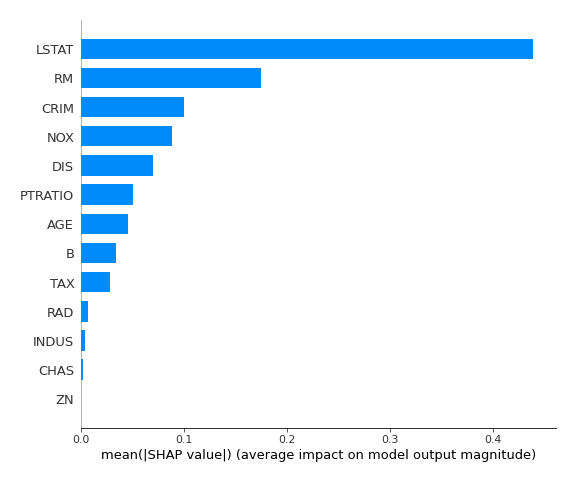 LSTAT
RM
CRIM
NOX
DIS
PTRATIO
AGE
B
TAX
RAD
INDUS
CHAS
ZN
0.0 0.1 0.2 0.3 0.4
mean(|SHAP value|) (average impact on model output magnitude)